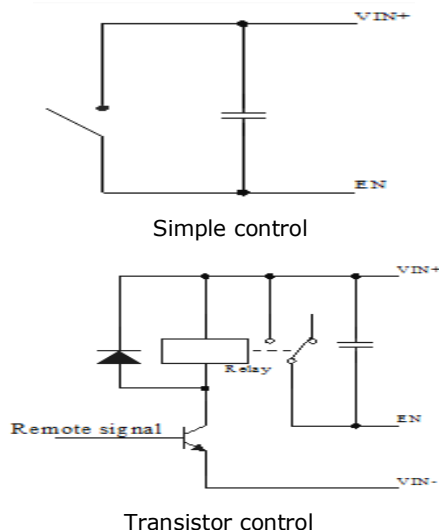 VIN+
EN
Simple control
VIN+
Relay
EN
Remote signal
VIN-
Transistor control